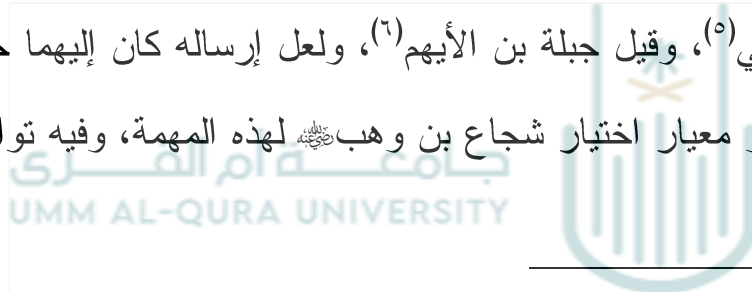 (٥)، وقيل جبلة بن الأيهم(٦)، ولعل إرساله كان إليهما
معيار اختيار شجاع بن وهب رضي الله عنه لهذه المهمة، وفيه
جامعة أم القرى
UMM AL-QURA UNIVERSITY